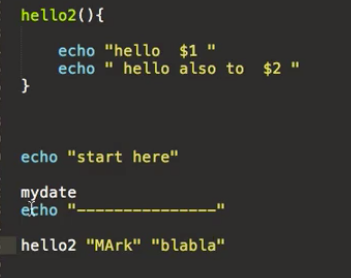 hello2(){
echo "hello  $1 "
echo " hello also to  $2 "
}
echo "start here"
mydate
echo "---------------"
hello2 "MArk" "blabla"